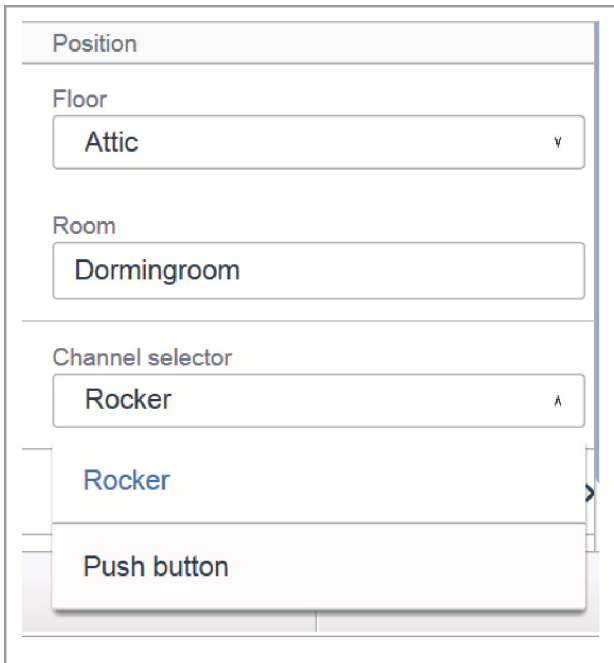 Position
Floor
Attic
Room
Dormingroom
Channel selector
Rocker
Rocker
Push button